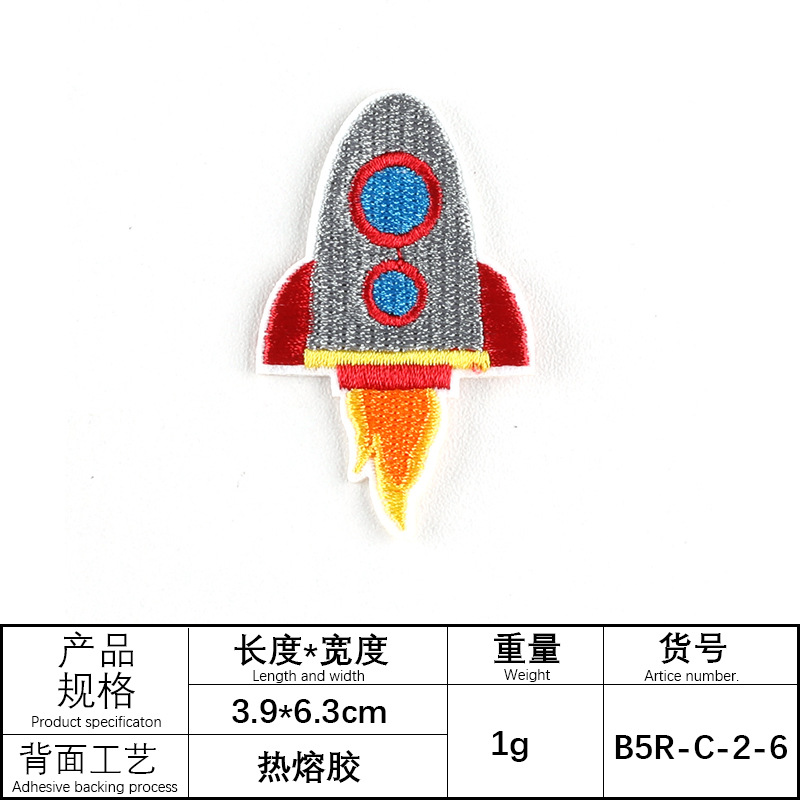 产品
规格
Product specificaton
长度*宽度
Length and width
重量
Weight
货号
Artice number.
3.9*6.3cm
1g
B5R-C-2-6
背面工艺
Adhesive backing process
热熔胶